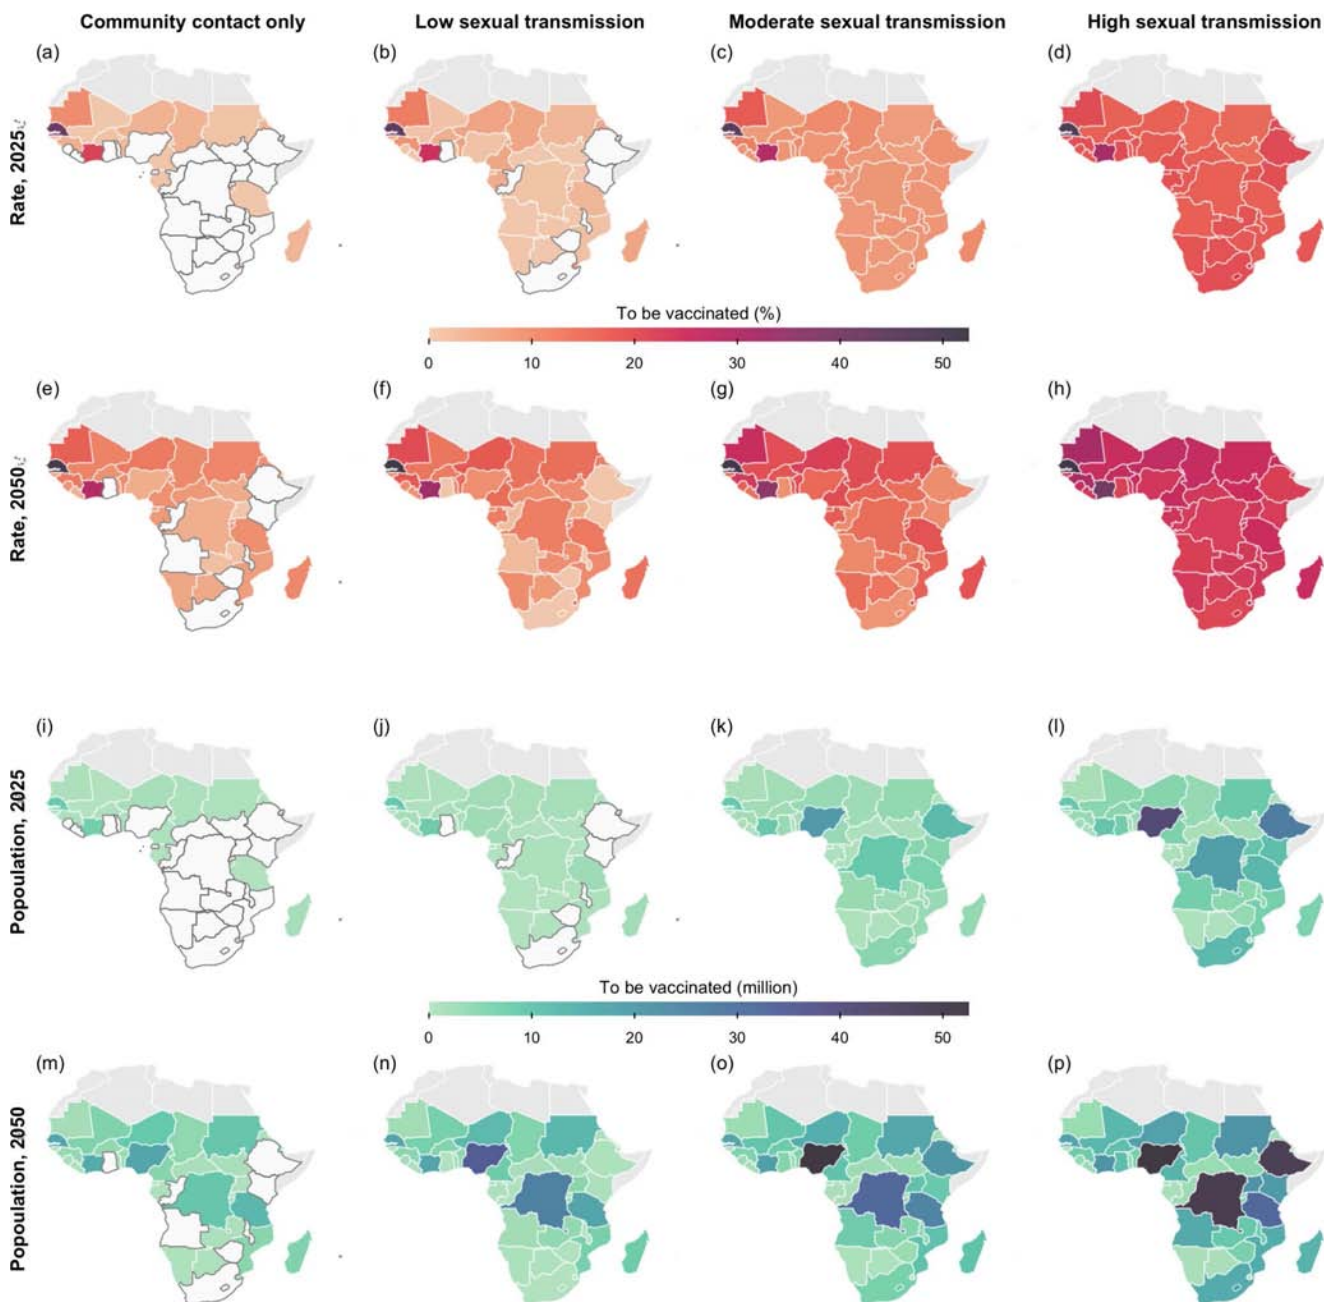 Community contact only Low sexual transmission Moderate sexual transmission High sexual transmission
(a) (b) (c) (d)
Rate, 2025
To be vaccinated (%)
0 10 20 30 40 50
(e) (f) (g) (h)
Rate, 2050
(i) (j) (k) (l)
Popoulation, 2025
To be vaccinated (million)
0 10 20 30 40 50
(m) (n) (o) (p)
Popoulation, 2050